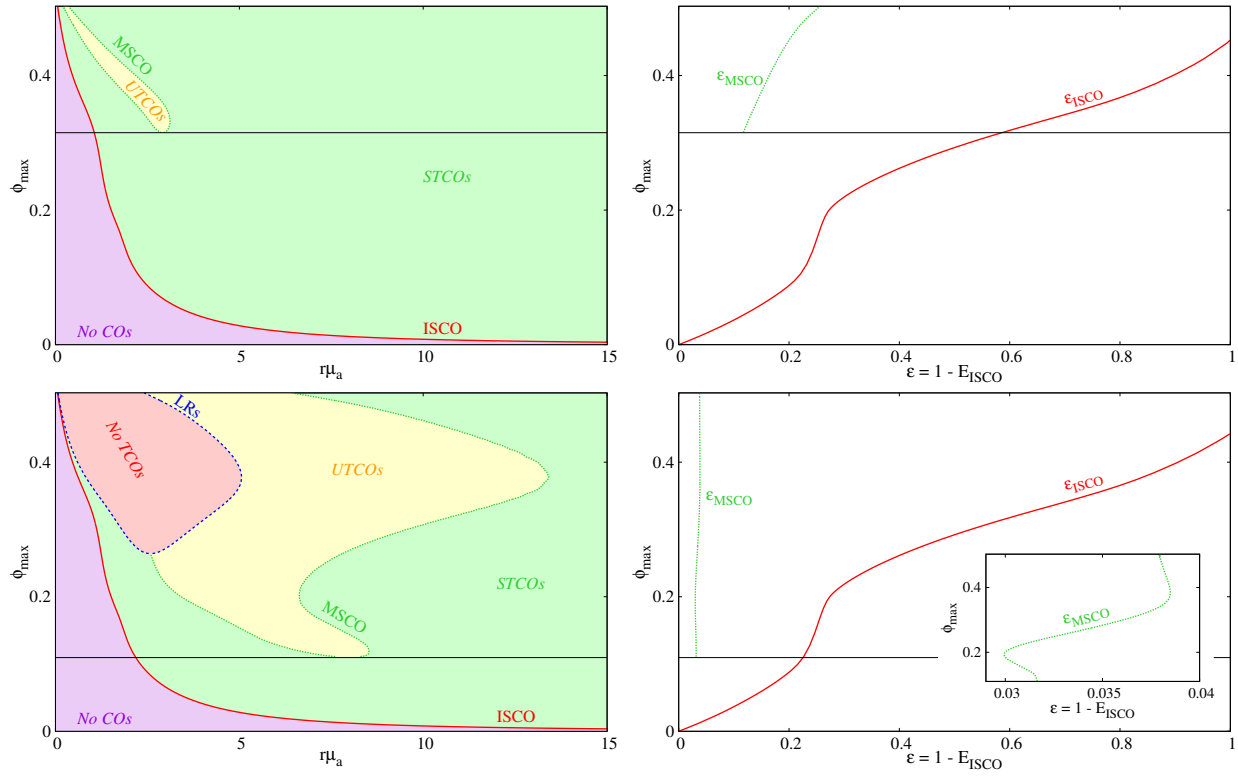 0.4
0.2
0
ϕmax
MSCO
UTCOs
STCOs
No COs
ISCO
0
5
10
15
rμa
0.4
0.2
0
ϕmax
εMSCO
εISCO
0
0.2
0.4
0.6
0.8
1
ε = 1 - EISCO
0.4
0.2
0
ϕmax
LRs
No TCOs
UTCOs
STCOs
MSCO
No COs
ISCO
0
5
10
15
rμa
0.4
0.2
0
ϕmax
εMSCO
εISCO
0.4
0.2
ϕmax
εMSCO
0.03
0.035
0.04
ε = 1 - EISCO
0
0.2
0.4
0.6
0.8
1
ε = 1 - EISCO